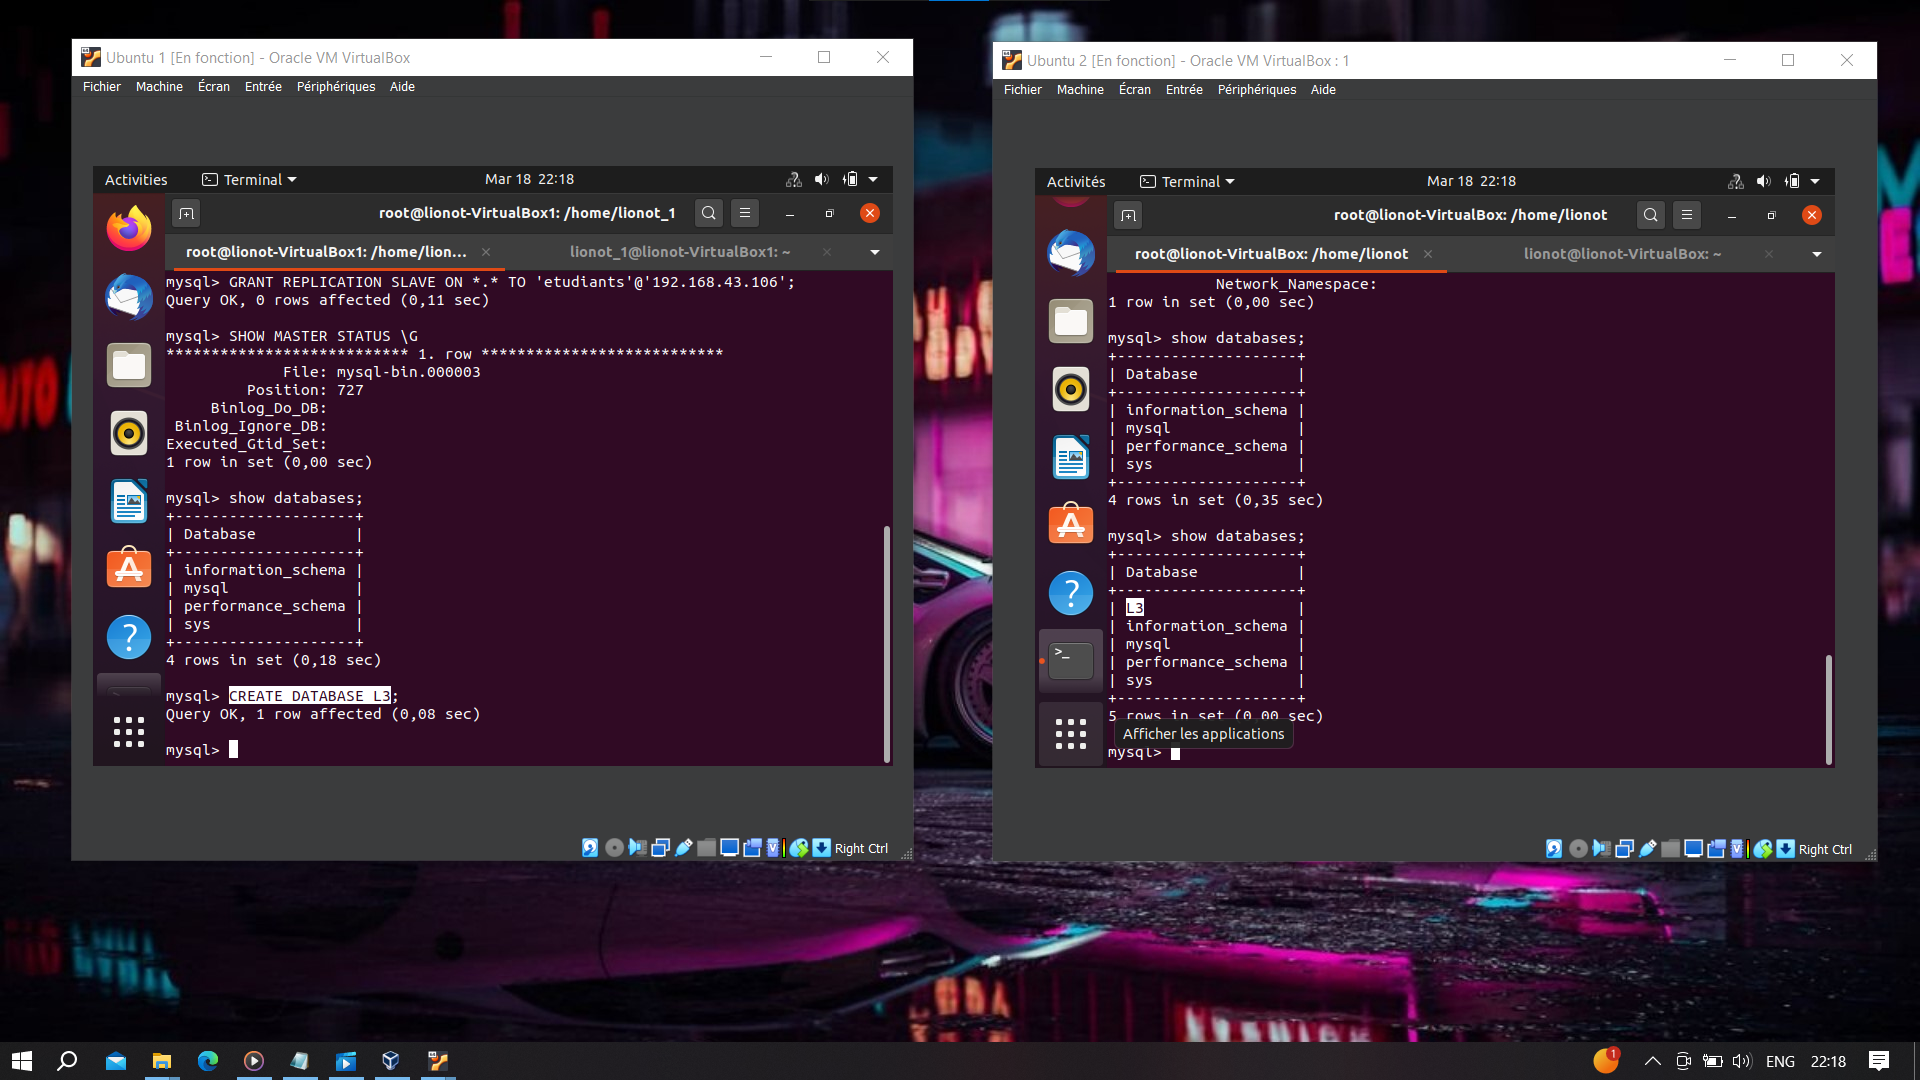 Ubuntu 1 [En fonction] - Oracle VM VirtualBox
Fichier Machine Écran Entrée Périphériques Aide
Activities Terminal Mar 18 22:18
root@lionot-VirtualBox1: /home/lionot_1
root@lionot-VirtualBox1: /home/lion... lionot_1@lionot-VirtualBox1: ~
mysql> GRANT REPLICATION SLAVE ON *.* TO 'etudiants'@'192.168.43.106';
Query OK, 0 rows affected (0,11 sec)
mysql> SHOW MASTER STATUS \G
*************************** 1. row ***************************
File: mysql-bin.000003
Position: 727
Binlog_Do_DB:
Binlog_Ignore_DB:
Executed_Gtid_Set:
1 row in set (0,00 sec)
mysql> show databases;
+--------------------+
| Database           |
+--------------------+
| information_schema |
| mysql              |
| performance_schema |
| sys                |
+--------------------+
4 rows in set (0,18 sec)
mysql> CREATE DATABASE L3;
Query OK, 1 row affected (0,08 sec)
mysql>
Right Ctrl
Ubuntu 2 [En fonction] - Oracle VM VirtualBox : 1
Fichier Machine Écran Entrée Périphériques Aide
Activités Terminal Mar 18 22:18
root@lionot-VirtualBox: /home/lionot
root@lionot-VirtualBox: /home/lionot lionot@lionot-VirtualBox: ~
Network_Namespace:
1 row in set (0,00 sec)
mysql> show databases;
+--------------------+
| Database           |
+--------------------+
| information_schema |
| mysql              |
| performance_schema |
| sys                |
+--------------------+
4 rows in set (0,35 sec)
mysql> show databases;
+--------------------+
| Database           |
+--------------------+
| L3                 |
| information_schema |
| mysql              |
| performance_schema |
| sys                |
+--------------------+
5 rows in set (0,00 sec)
Afficher les applications
mysql>
Right Ctrl
1 ENG 22:18